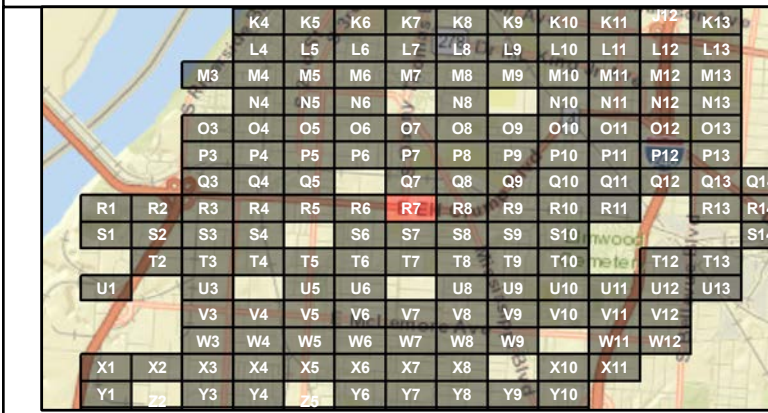 K4 K5 K6 K7 K8 K9 K10 K11 J12 K13
L4 L5 L6 L7 L8 L9 L10 L11 L12 L13
M3 M4 M5 M6 M7 M8 M9 M10 M11 M12 M13
N4 N5 N6 N8 N10 N11 N12 N13
O3 O4 O5 O6 O7 O8 O9 O10 O11 O12 O13
P3 P4 P5 P6 P7 P8 P9 P10 P11 P12 P13
Q3 Q4 Q5 Q7 Q8 Q9 Q10 Q11 Q12 Q13
R1 R2 R3 R4 R5 R6 R7 R8 R9 R10 R11 R13
S1 S2 S3 S4 S6 S7 S8 S9 S10
T2 T3 T4 T5 T6 T7 T8 T9 T10 T12 T13
U1 U3 U5 U6 U8 U9 U10 U11 U12 U13
V3 V4 V5 V6 V7 V8 V9 V10 V11 V12
W3 W4 W5 W6 W7 W8 W9 W11 W12
X1 X2 X3 X4 X5 X6 X7 X8 X10 X11
Y1 Z2 Y3 Y4 Z5 Y6 Y7 Y8 Y9 Y10